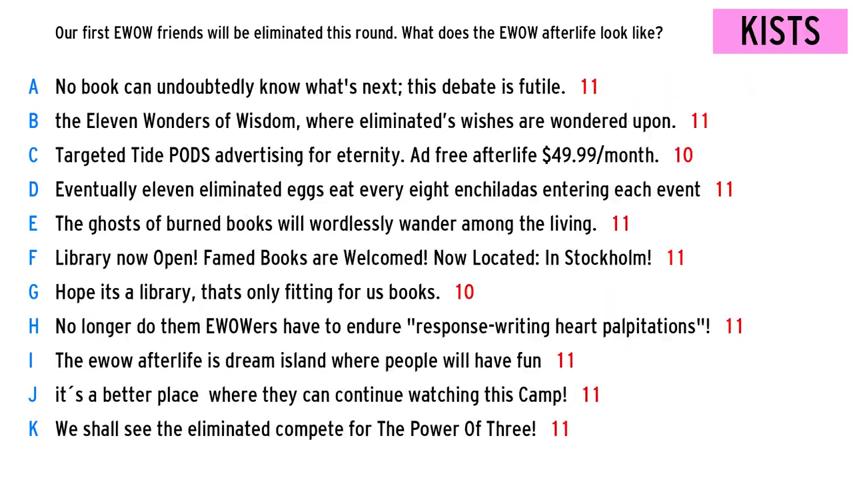 Our first EWOW friends will be eliminated this round. What does the EWOW afterlife look like?
KISTS
A No book can undoubtedly know what's next; this debate is futile. 11
B the Eleven Wonders of Wisdom, where eliminated's wishes are wondered upon. 11
C Targeted Tide PODS advertising for eternity. Ad free afterlife $49.99/month. 10
D Eventually eleven eliminated eggs eat every eight enchiladas entering each event 11
E The ghosts of burned books will wordlessly wander among the living. 11
F Library now Open! Famed Books are Welcomed! Now Located: In Stockholm! 11
G Hope its a library, thats only fitting for us books. 10
H No longer do them EWOWers have to endure "response-writing heart palpitations"! 11
I The ewow afterlife is dream island where people will have fun 11
J it´s a better place  where they can continue watching this Camp! 11
K We shall see the eliminated compete for The Power Of Three! 11